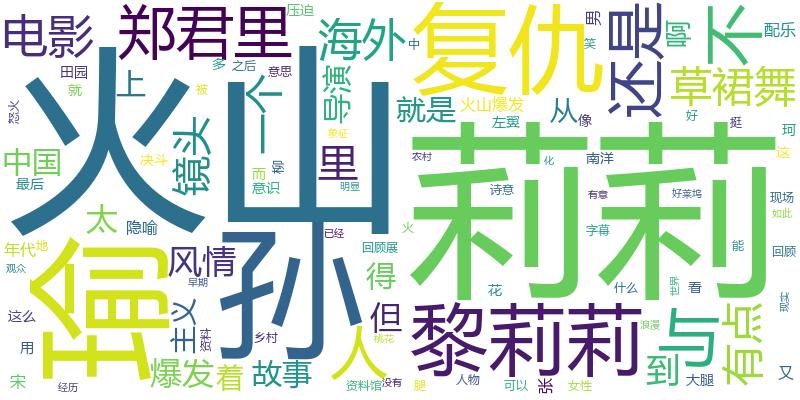 压迫
电影
郑君里
海外
中
复仇
男
笑
还是
啊
不
配乐
田园
多
之后
就
上
意思
被
一个
导演
就是
火山爆发
左翼
从
像
草裙舞
好
挺
珂
怒火
火山
莉莉
中国
最后
决斗
镜头
而
意识
柳
里
象征
明显
农村
化
南洋
这
诗意
有意
好莱坞
现场
如此
太
隐喻
孙
已经
回顾展
火
字幕
能
回顾
年代
地
观众
瑜
风情
早期
得
花
什么
世界
看
这么
主义
资料
乡村
但
黎莉莉
浪漫
与
有点
用
人
桃花
宋
经历
爆发
着
故事
资料馆
没有
腿
人物
可以
张
女性
到
大腿
又